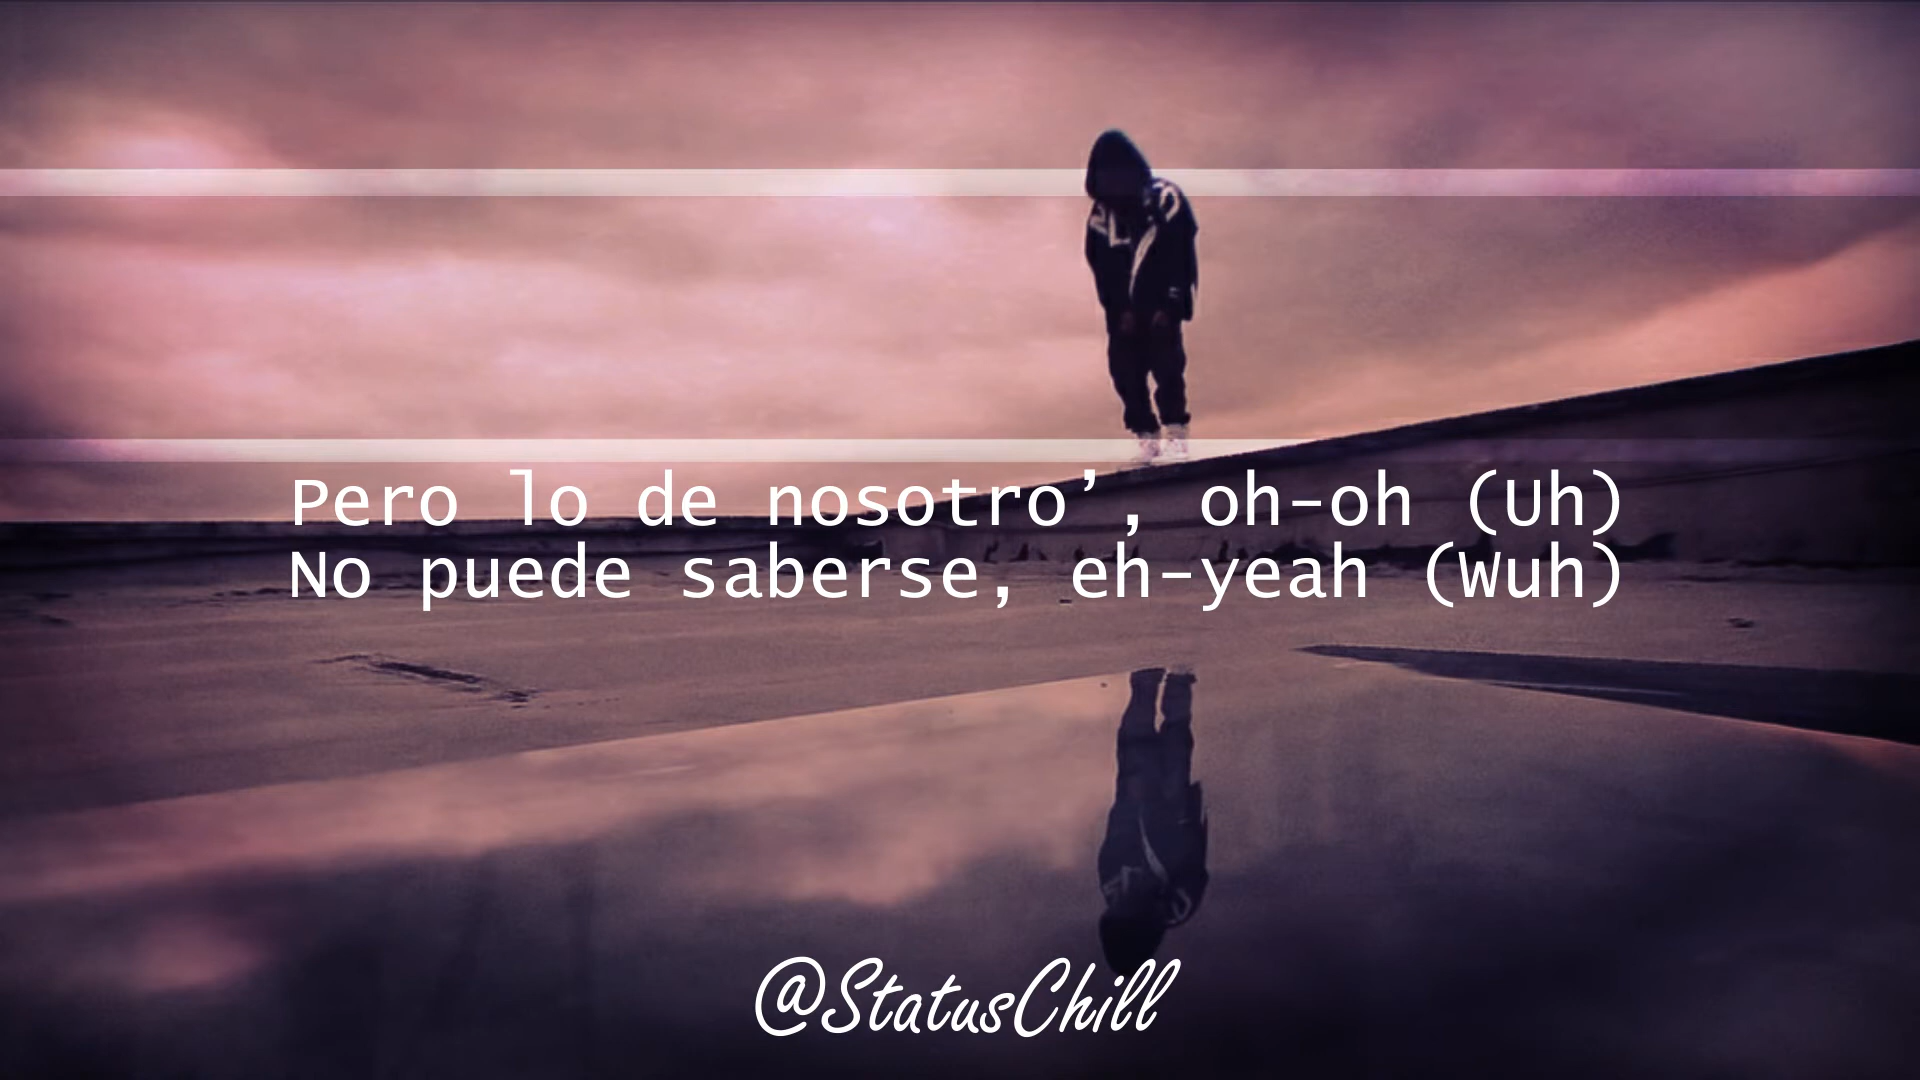 Pero lo de nosotro’, oh-oh (Uh)
No puede saberse, eh-yeah (Wuh)
@StatusChill